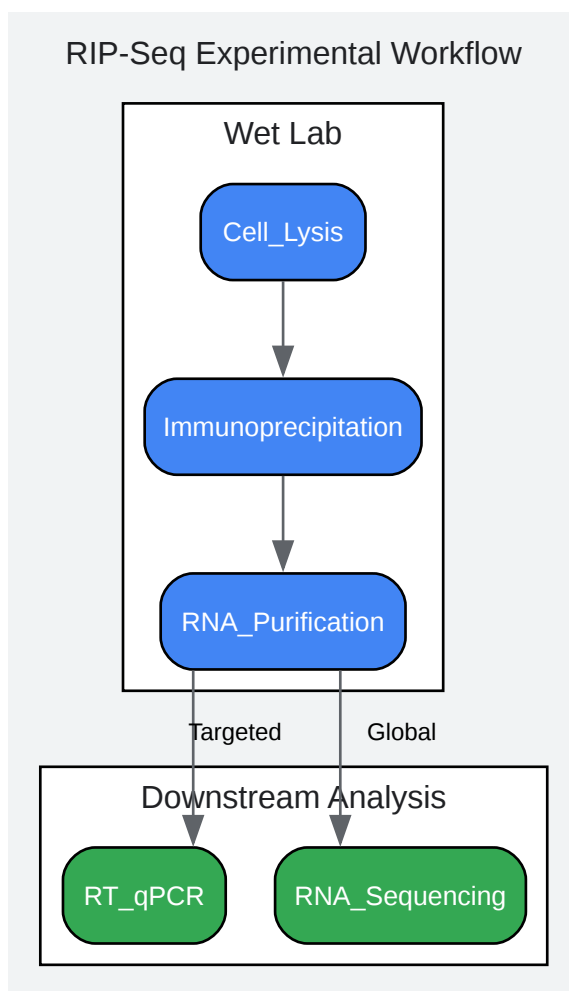 RIP-Seq Experimental Workflow
Wet Lab
Cell_Lysis
Immunoprecipitation
RNA_Purification
Targeted
Global
Downstream Analysis
RT_qPCR
RNA_Sequencing